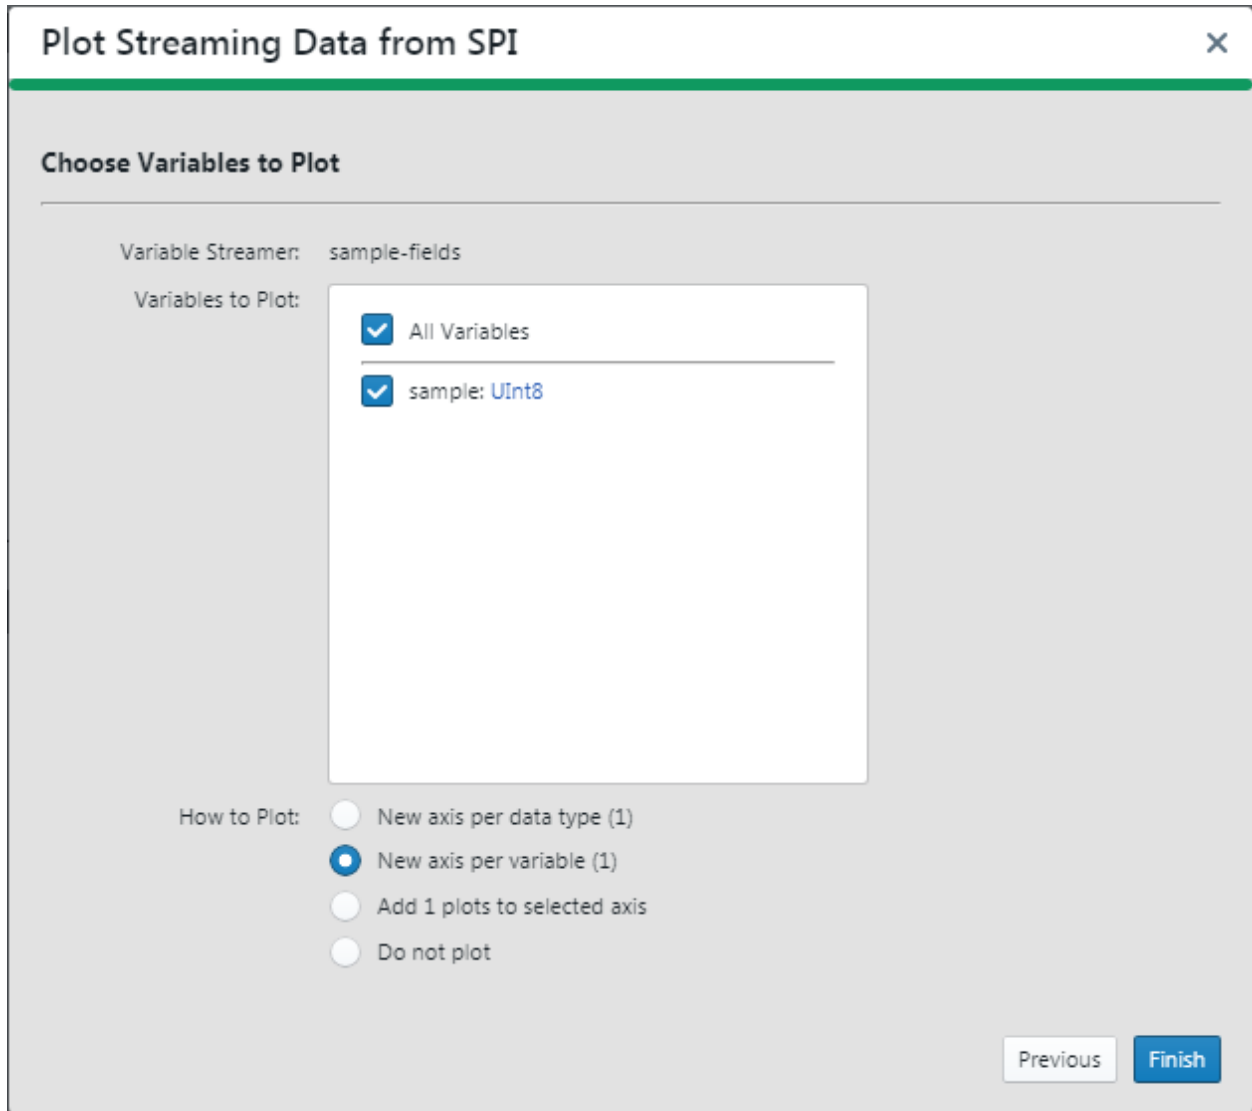 Plot Streaming Data from SPI
Choose Variables to Plot
Variable Streamer: sample-fields
Variables to Plot:
All Variables
sample: UInt8
How to Plot: New axis per data type (1)
New axis per variable (1)
Add 1 plots to selected axis
Do not plot
Previous Finish